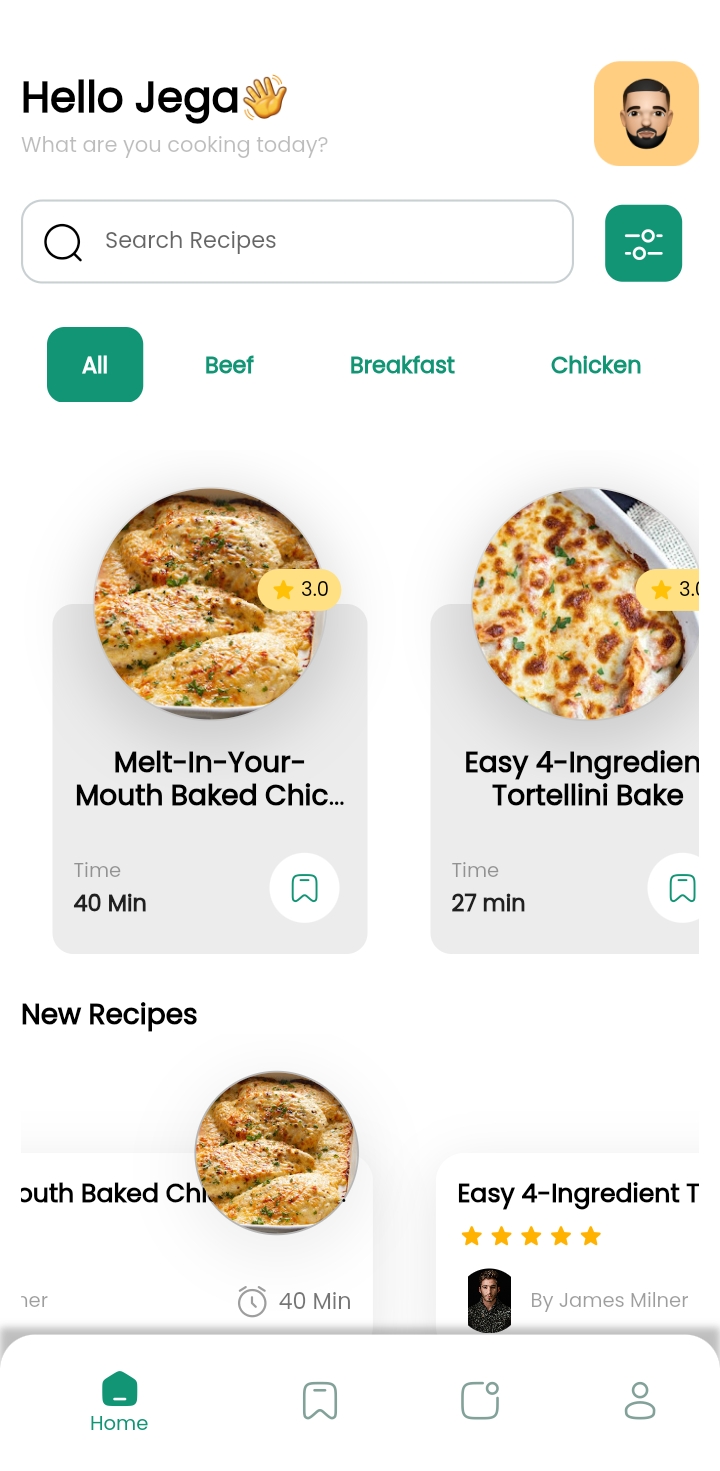 Hello Jega👋
What are you cooking today?
Search Recipes
All
Beef
Breakfast
Chicken
3.0
Melt-In-Your-
Mouth Baked Chic...
Time
40 Min
3.0
Easy 4-Ingredien
Tortellini Bake
Time
27 min
New Recipes
outh Baked Chi
ner
40 Min
Easy 4-Ingredient T
By James Milner
Home